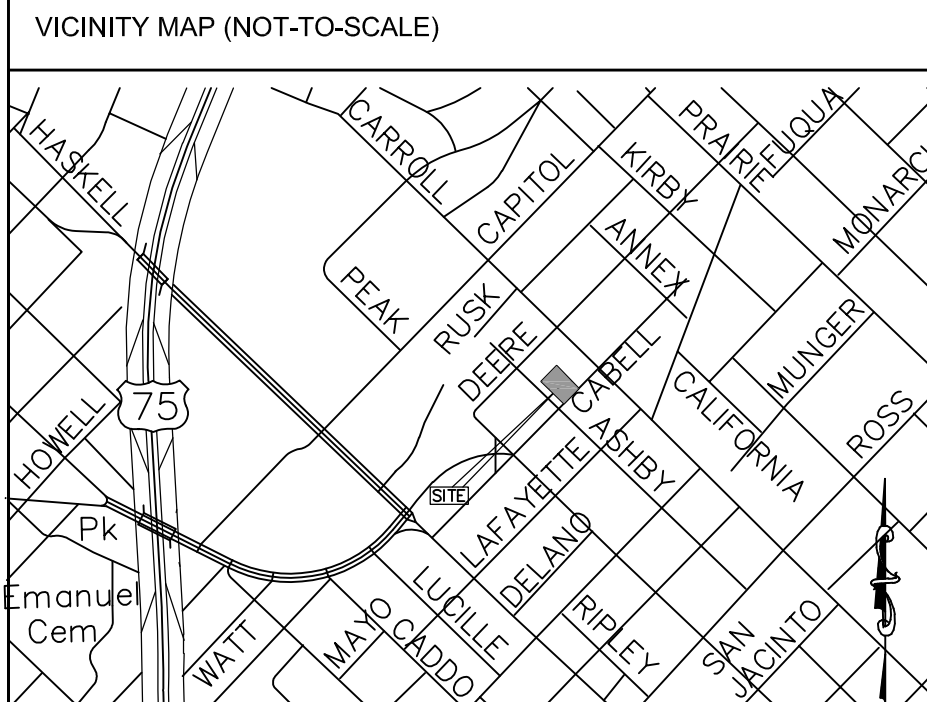 VICINITY MAP (NOT-TO-SCALE)
HASKELL
CARROLL
CAPITOL
KIRBY
PRAIRIE
FUQUA
ANNEX
PEAK
RUSK
DEERE
CABELL
MUNGER
75
HOWELL
CALIFORNIA
ROSS
ASHBY
LAFAYETTE
SITE
DELANO
Pk
Emanuel
Cem
LUCILLE
RIPLEY
WATT
MAYO
CADDO
SAN
JACINTO